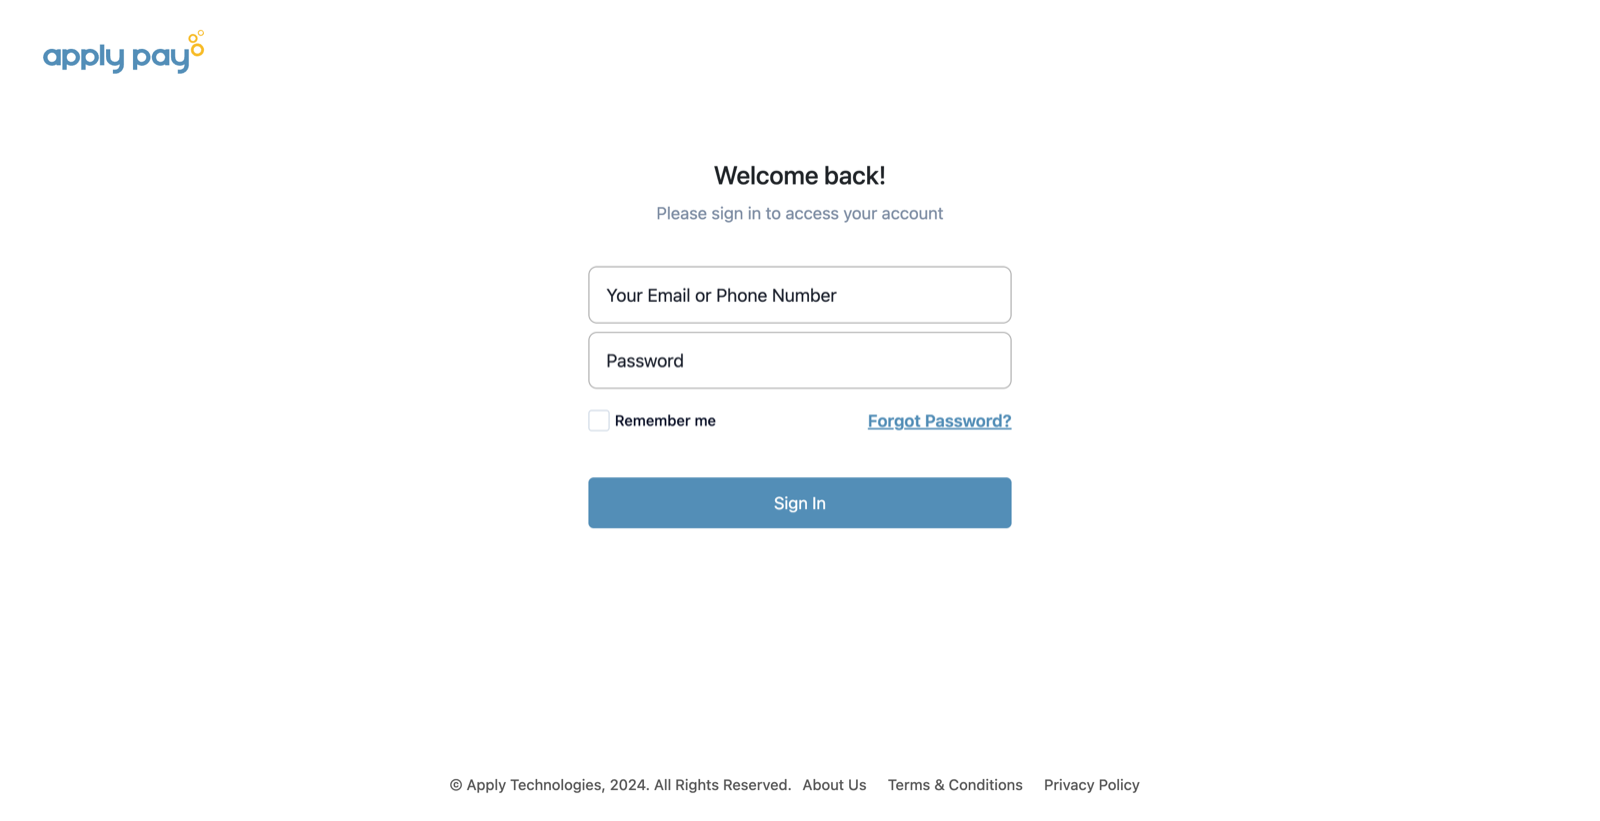 apply pay
Welcome back!
Please sign in to access your account
Your Email or Phone Number
Password
Remember me
Forgot Password?
Sign In
© Apply Technologies, 2024. All Rights Reserved. About Us Terms & Conditions Privacy Policy